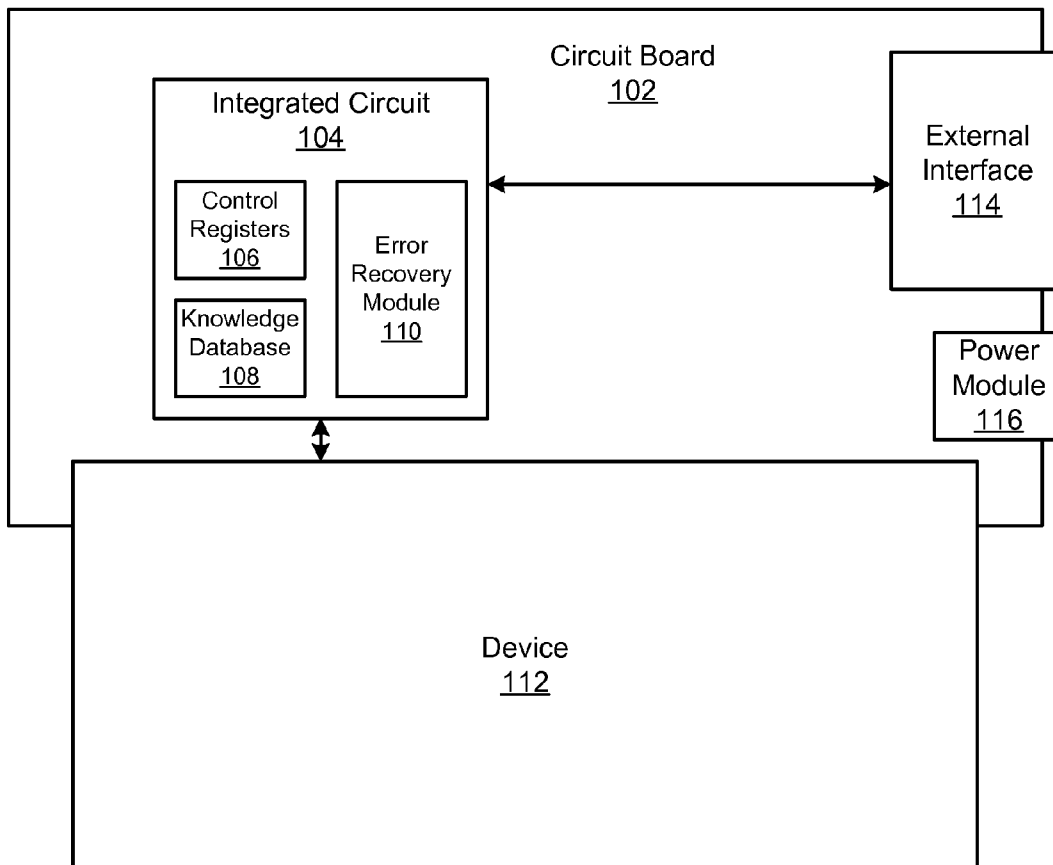 Circuit Board
102
Integrated Circuit
104
Control
Registers
106
Knowledge
Database
108
Error
Recovery
Module
110
External
Interface
114
Power
Module
116
Device
112